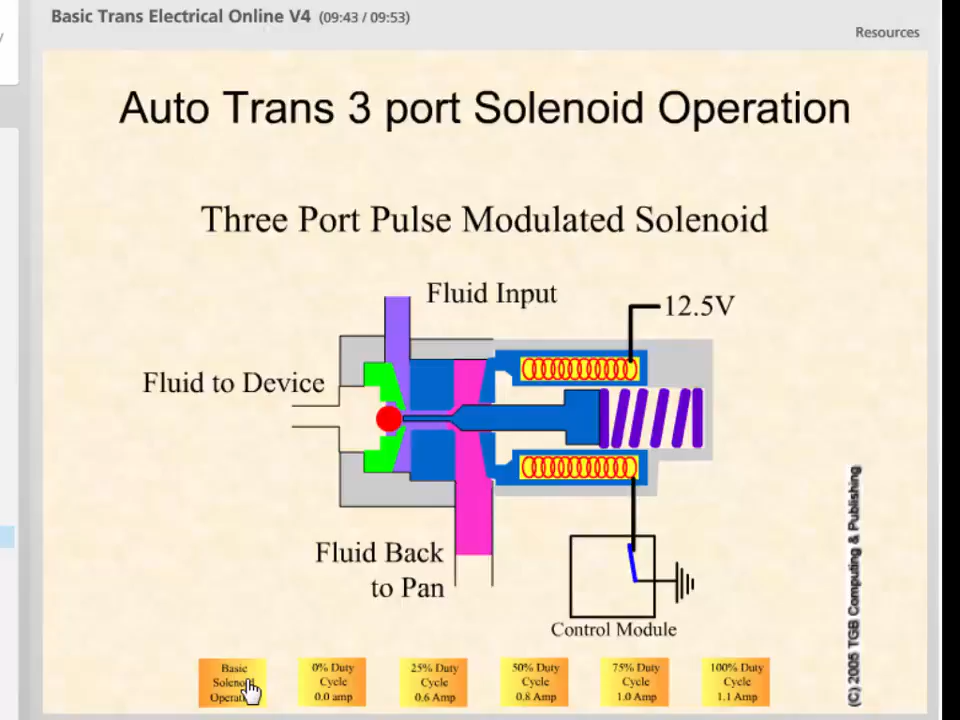 Basic Trans Electrical Online V4 (09:43 / 09:53)
Resources
Auto Trans 3 port Solenoid Operation
Three Port Pulse Modulated Solenoid
Fluid Input
12.5V
Fluid to Device
Fluid Back
to Pan
Control Module
(C) 2005 TGB Computing & Publishing
Basic
Solenoid
Operation
0% Duty
Cycle
0.0 amp
25% Duty
Cycle
0.6 Amp
50% Duty
Cycle
0.8 Amp
75% Duty
Cycle
1.0 Amp
100% Duty
Cycle
1.1 Amp